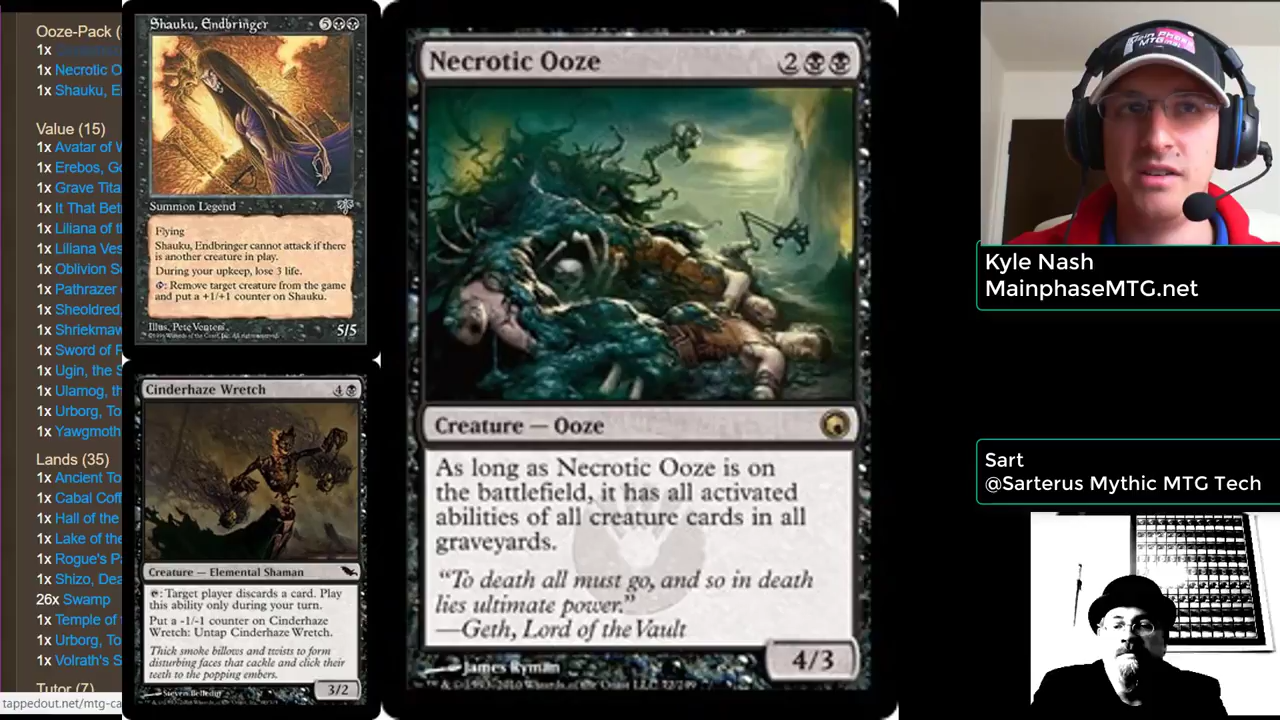 Ooze-Pack (
1x
1x Necrotic O
1x Shauku, E
Value (15)
1x Avatar of W
1x Erebos, Go
1x Grave Tita
1x It That Bet
1x Liliana of t
1x Liliana Ves
1x Oblivion S
1x Pathrazer
1x Sheoldred,
1x Shriekmaw
1x Sword of F
1x Ugin, the S
1x Ulamog, th
1x Urborg, To
1x Yawgmoth
Lands (35)
1x Ancient To
1x Cabal Coff
1x Hall of the
1x Lake of the
1x Rogue's Pa
1x Shizo, Dea
26x Swamp
1x Temple of
1x Urborg, To
1x Volrath's S
Tutor (7)
tappedout.net/mtg-ca
Shauku, Endbringer 5
Summon Legend
Flying
Shauku, Endbringer cannot attack if there
is another creature in play.
During your upkeep, lose 3 life.
: Remove target creature from the game
and put a +1/+1 counter on Shauku.
Illus. Pete Venters
5/5
Cinderhaze Wretch 4
Creature — Elemental Shaman
: Target player discards a card. Play
this ability only during your turn.
Put a -1/-1 counter on Cinderhaze
Wretch: Untap Cinderhaze Wretch.
Thick smoke billows and twists to form
disturbing faces that cackle and click their
teeth to the popping embers.
3/2
Necrotic Ooze 2
Creature — Ooze
As long as Necrotic Ooze is on
the battlefield, it has all activated
abilities of all creature cards in all
graveyards.
“To death all must go, and so in death
lies ultimate power.”
—Geth, Lord of the Vault
James Ryman
4/3
MAIN PHASE
MTG
Kyle Nash
MainphaseMTG.net
Sart
@Sarterus Mythic MTG Tech